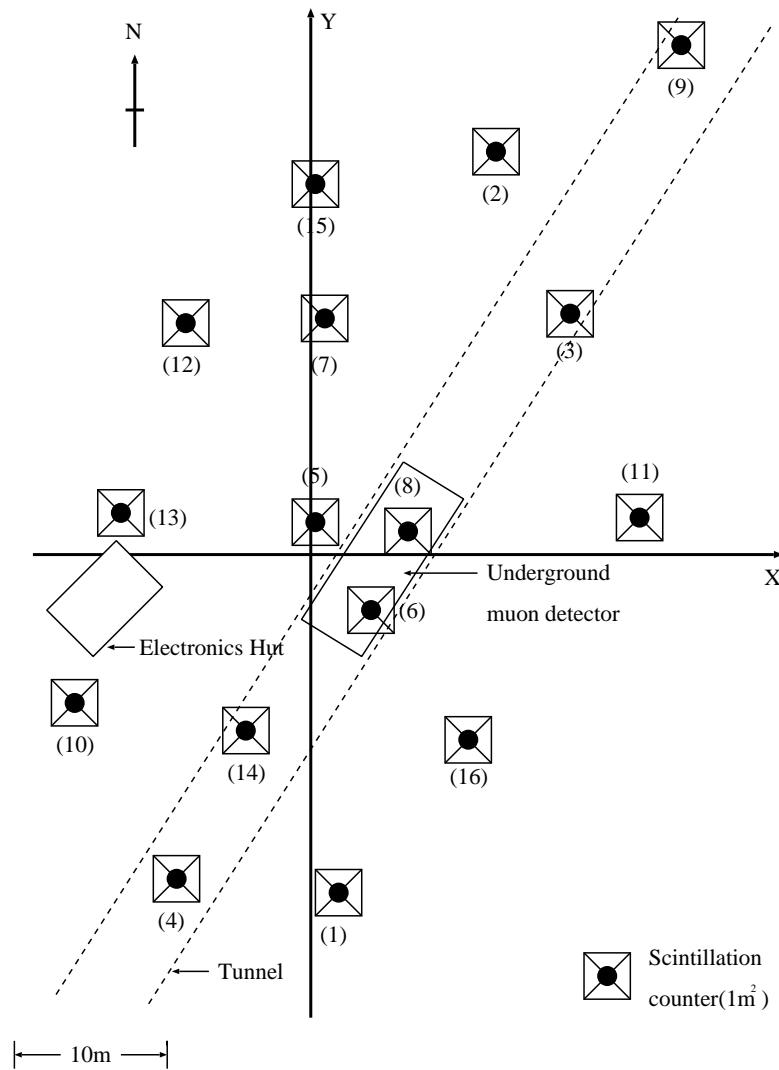 N
Y
(9)
(2)
(15)
(3)
(12)
(7)
(11)
(5)
(8)
(13)
X
Underground
muon detector
(6)
Electronics Hut
(10)
(14)
(16)
(4)
(1)
Tunnel
Scintillation
counter(1m²)
10m